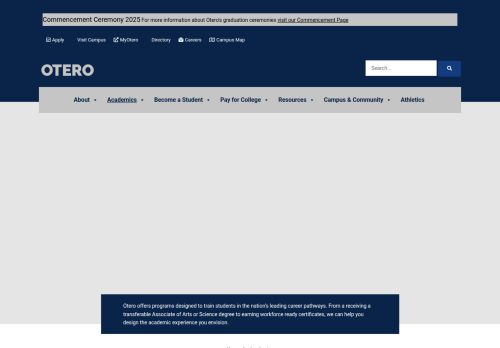 Commencement Ceremony 2025 For more information about Otero's graduation ceremonies visit our Commencement Page
Apply Visit Campus MyOtero Directory Careers Campus Map
OTERO
Search ...
About Academics Become a Student Pay for College Resources Campus & Community Athletics
Otero offers programs designed to train students in the nation's leading career pathways. From a receiving a
transferable Associate of Arts or Science degree to earning workforce ready certificates, we can help you
design the academic experience you envision.